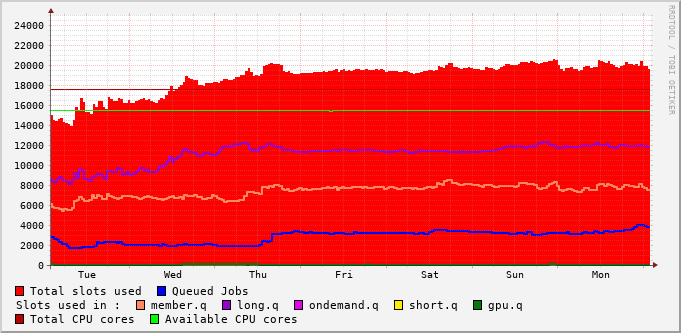 24000
22000
20000
18000
16000
14000
12000
10000
8000
6000
4000
2000
0
Tue Wed Thu Fri Sat Sun Mon
Total slots used Queued Jobs
Slots used in : member.q long.q ondemand.q short.q gpu.q
Total CPU cores Available CPU cores
RRDTOOL / TOBI OETIKER